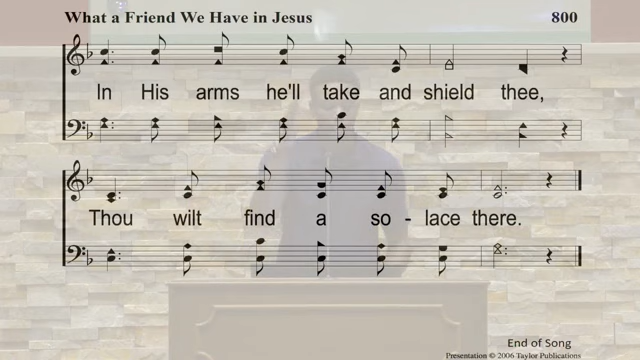 What a Friend We Have in Jesus 800
In His arms he'll take and shield thee,
Thou wilt find a so - lace there.
End of Song
Presentation © 2006 Taylor Publications